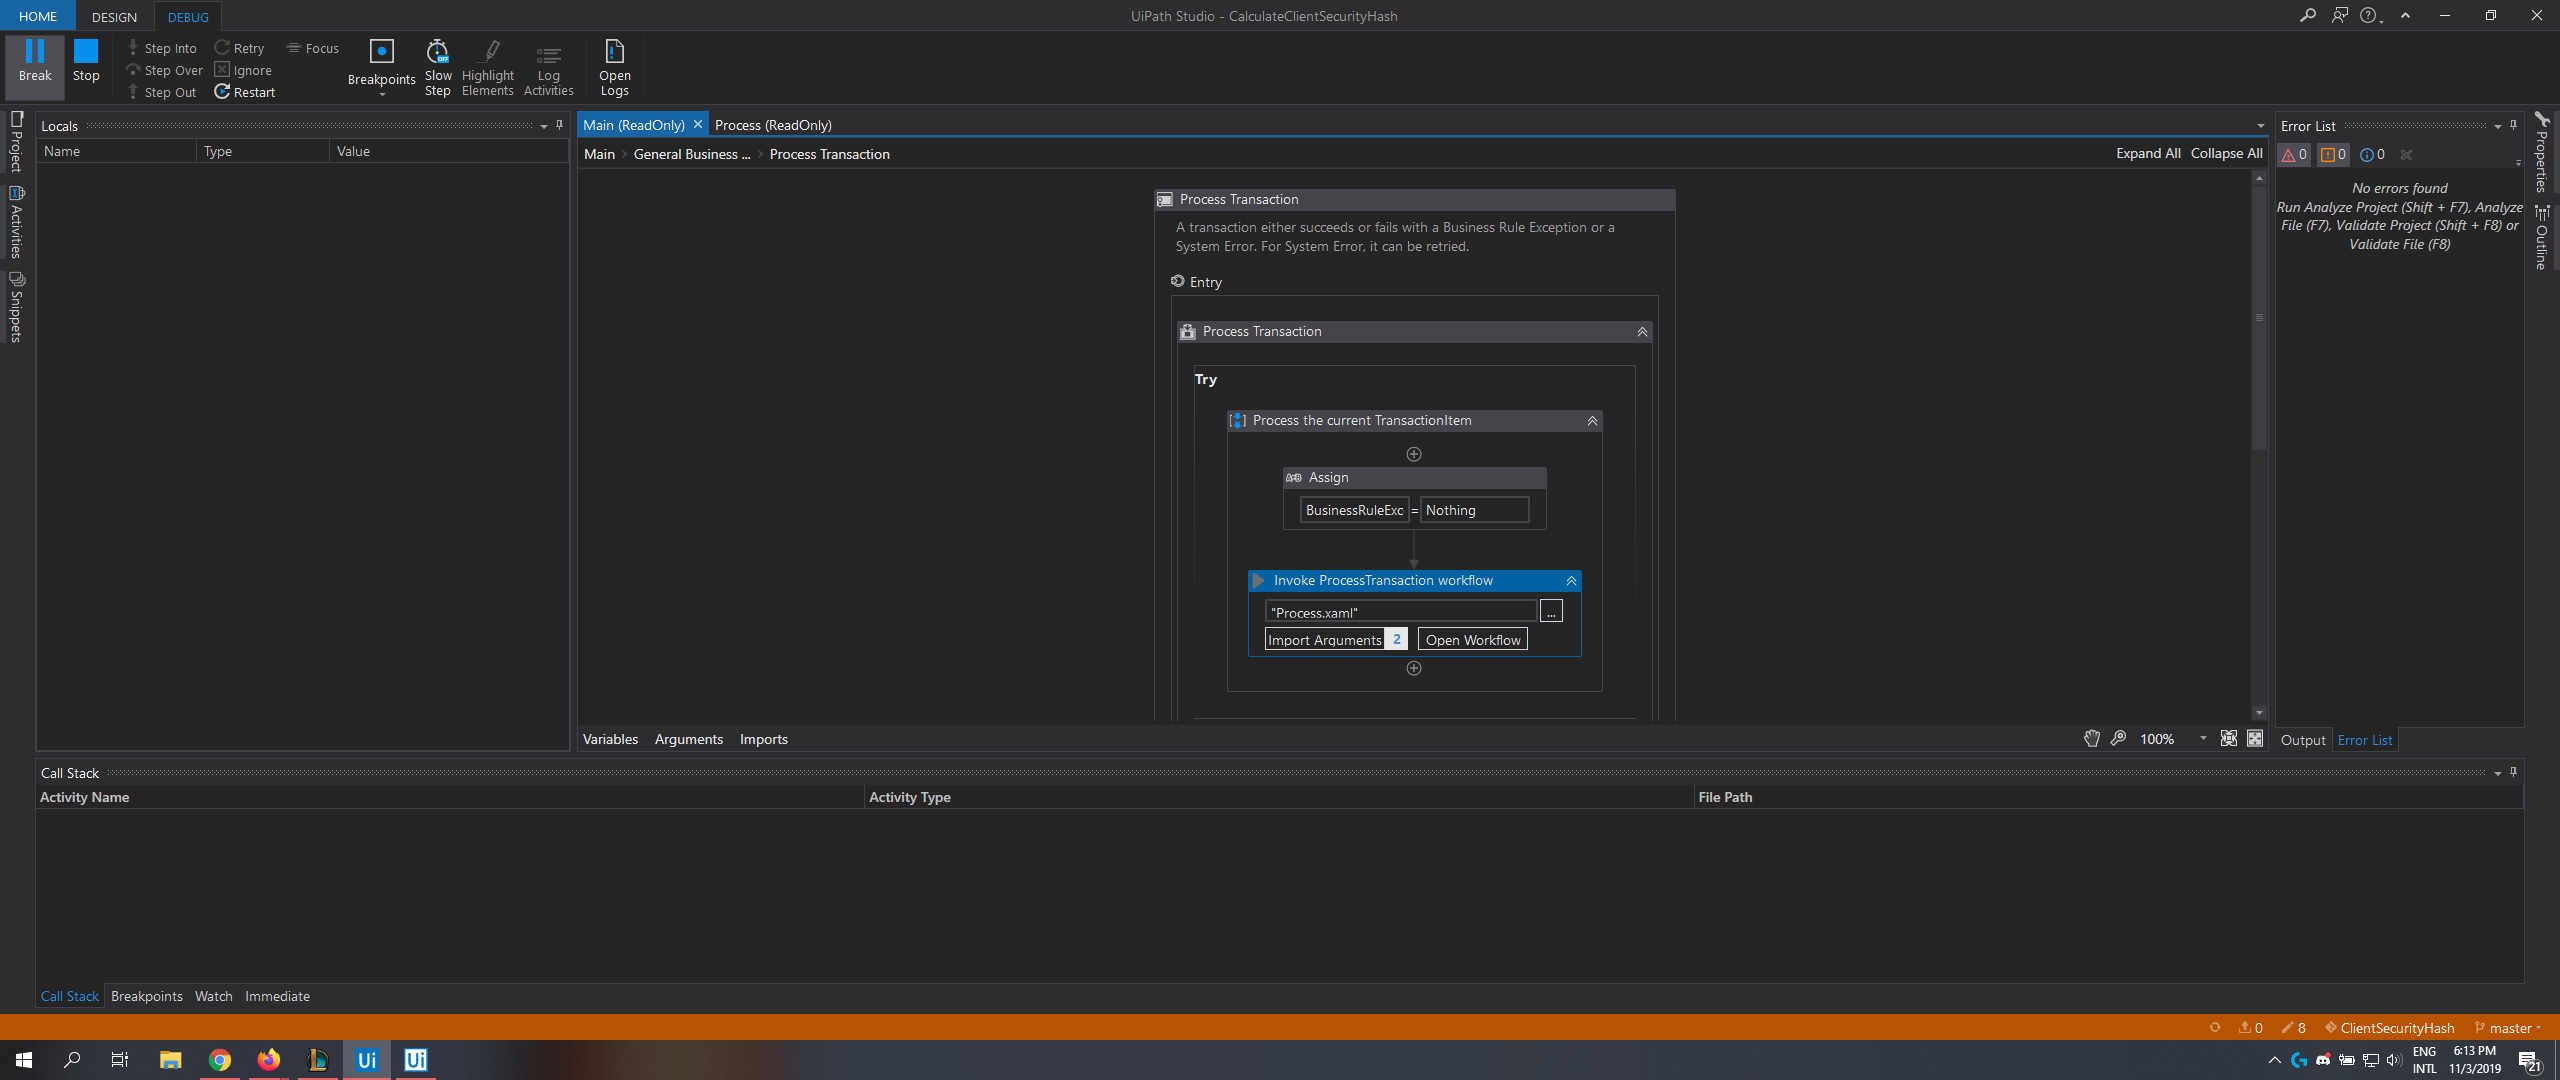 HOME
DESIGN
DEBUG
UiPath Studio - CalculateClientSecurityHash
Break
Stop
Step Into
Step Over
Step Out
Retry
Ignore
Restart
Focus
Breakpoints
Slow Step
OFF
Highlight Elements
Log Activities
Open Logs
Project
Activities
Snippets
Locals
Name Type Value
Main (ReadOnly)
Process (ReadOnly)
Main > General Business ... > Process Transaction
Expand All Collapse All
Process Transaction
A transaction either succeeds or fails with a Business Rule Exception or a
System Error. For System Error, it can be retried.
Entry
Process Transaction
Try
Process the current TransactionItem
Assign
BusinessRuleExc = Nothing
Invoke ProcessTransaction workflow
"Process.xaml"
...
Import Arguments 2
Open Workflow
Variables Arguments Imports
100%
Error List
0 0 0
No errors found
Run Analyze Project (Shift + F7), Analyze
File (F7), Validate Project (Shift + F8) or
Validate File (F8)
Output Error List
Properties
Outline
Call Stack
Activity Name Activity Type File Path
Call Stack Breakpoints Watch Immediate
0 8 ClientSecurityHash master
Ui Ui
ENG
INTL
6:13 PM
11/3/2019
21